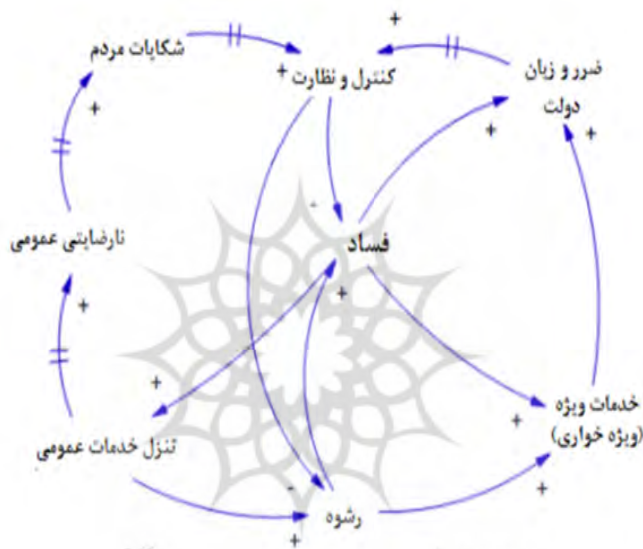 شکایات مردم
کنترل و نظارت
ضرر و زیان
دولت
نارضایتی عمومی
فساد
تنزل خدمات عمومی
خدمات ویژه
(ویژه خواری)
رشوه